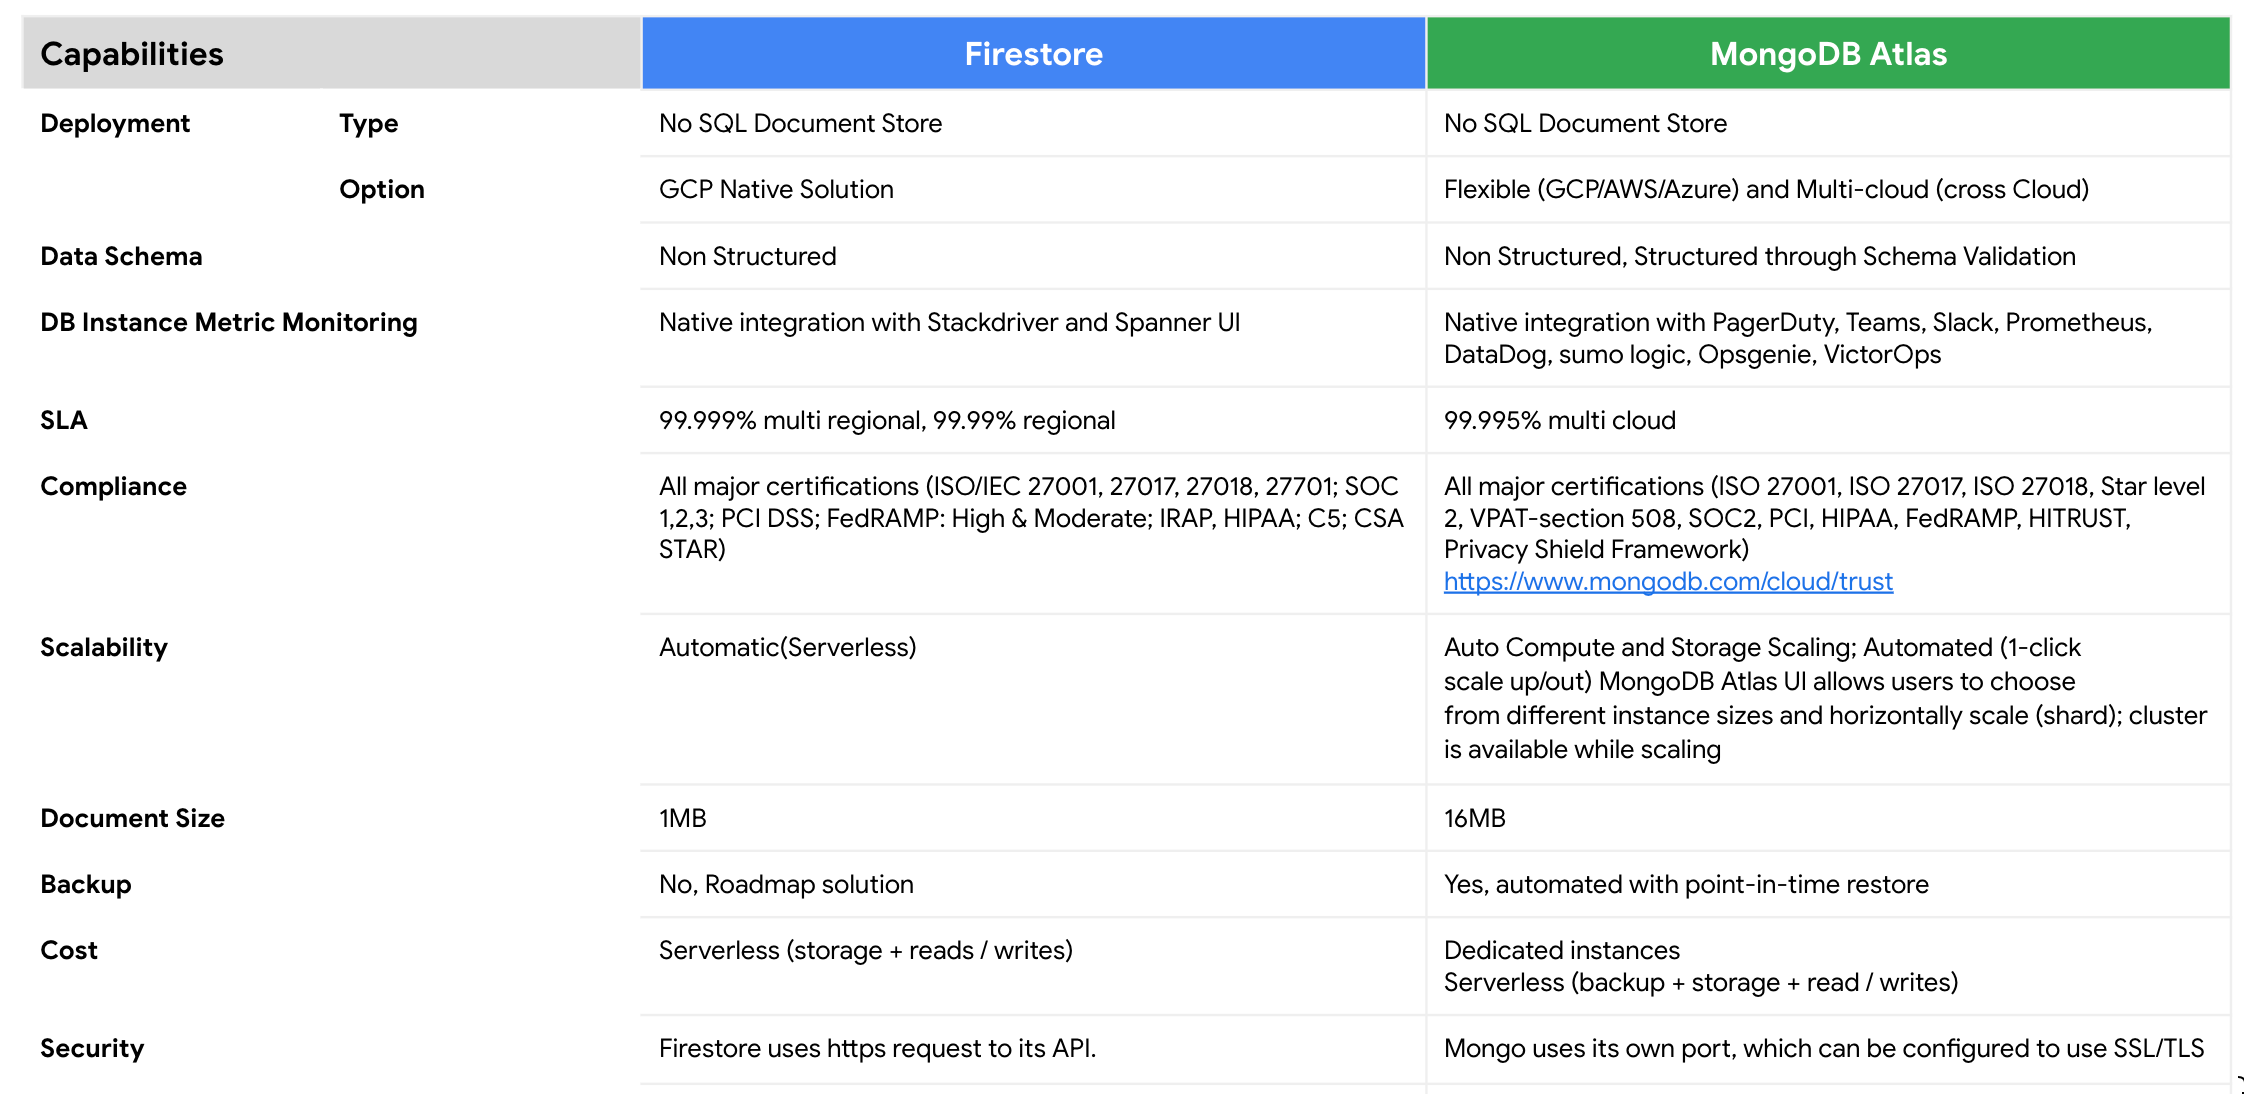 Capabilities
Firestore
MongoDB Atlas
Deployment
Type
No SQL Document Store
No SQL Document Store
Option
GCP Native Solution
Flexible (GCP/AWS/Azure) and Multi-cloud (cross Cloud)
Data Schema
Non Structured
Non Structured, Structured through Schema Validation
DB Instance Metric Monitoring
Native integration with Stackdriver and Spanner UI
Native integration with PagerDuty, Teams, Slack, Prometheus,
DataDog, sumo logic, Opsgenie, VictorOps
SLA
99.999% multi regional, 99.99% regional
99.995% multi cloud
Compliance
All major certifications (ISO/IEC 27001, 27017, 27018, 27701; SOC
1,2,3; PCI DSS; FedRAMP: High & Moderate; IRAP, HIPAA; C5; CSA
STAR)
All major certifications (ISO 27001, ISO 27017, ISO 27018, Star level
2, VPAT-section 508, SOC2, PCI, HIPAA, FedRAMP, HITRUST,
Privacy Shield Framework)
https://www.mongodb.com/cloud/trust
Scalability
Automatic(Serverless)
Auto Compute and Storage Scaling; Automated (1-click
scale up/out) MongoDB Atlas UI allows users to choose
from different instance sizes and horizontally scale (shard); cluster
is available while scaling
Document Size
1MB
16MB
Backup
No, Roadmap solution
Yes, automated with point-in-time restore
Cost
Serverless (storage + reads / writes)
Dedicated instances
Serverless (backup + storage + read / writes)
Security
Firestore uses https request to its API.
Mongo uses its own port, which can be configured to use SSL/TLS